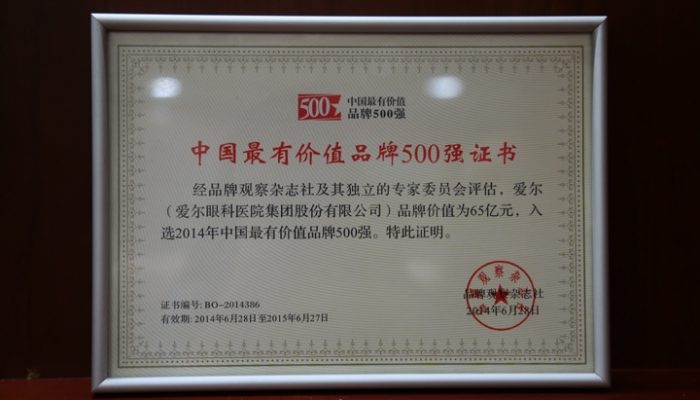 500强
中国最有价值
品牌500强
中国最有价值品牌500强证书
经品牌观察杂志社及其独立的专家委员会评估，爱尔
（爱尔眼科医院集团股份有限公司）品牌价值为65亿元，入
选2014年中国最有价值品牌500强。特此证明。
品牌观察杂志社
2014年6月28日
证书编号: BO-2014386
有效期: 2014年6月28日至2015年6月27日